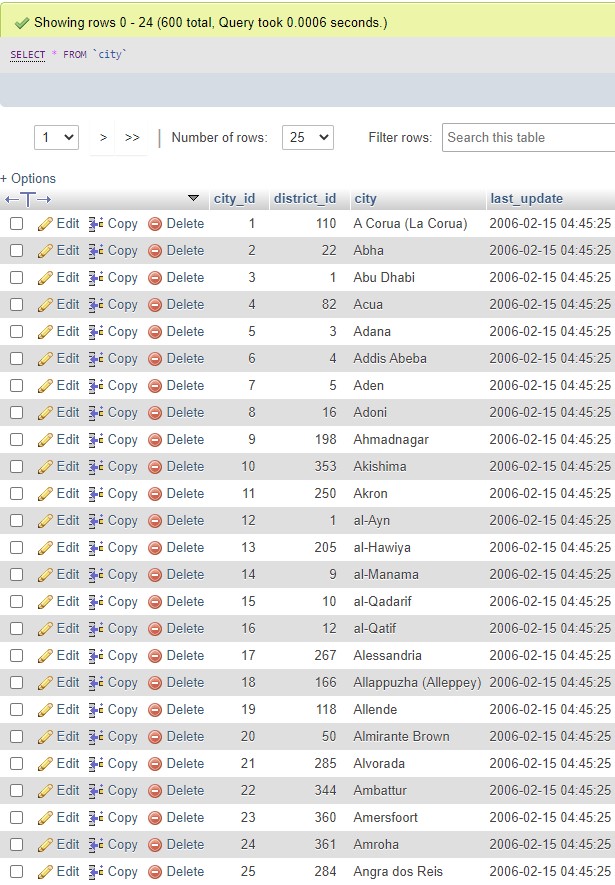 Showing rows 0 - 24 (600 total, Query took 0.0006 seconds.)
SELECT * FROM `city`
1 > >> Number of rows: 25 Filter rows: Search this table
+ Options
city_id district_id city last_update
Edit Copy Delete 1 110 A Corua (La Corua) 2006-02-15 04:45:25
Edit Copy Delete 2 22 Abha 2006-02-15 04:45:25
Edit Copy Delete 3 1 Abu Dhabi 2006-02-15 04:45:25
Edit Copy Delete 4 82 Acua 2006-02-15 04:45:25
Edit Copy Delete 5 3 Adana 2006-02-15 04:45:25
Edit Copy Delete 6 4 Addis Abeba 2006-02-15 04:45:25
Edit Copy Delete 7 5 Aden 2006-02-15 04:45:25
Edit Copy Delete 8 16 Adoni 2006-02-15 04:45:25
Edit Copy Delete 9 198 Ahmadnagar 2006-02-15 04:45:25
Edit Copy Delete 10 353 Akishima 2006-02-15 04:45:25
Edit Copy Delete 11 250 Akron 2006-02-15 04:45:25
Edit Copy Delete 12 1 al-Ayn 2006-02-15 04:45:25
Edit Copy Delete 13 205 al-Hawiya 2006-02-15 04:45:25
Edit Copy Delete 14 9 al-Manama 2006-02-15 04:45:25
Edit Copy Delete 15 10 al-Qadarif 2006-02-15 04:45:25
Edit Copy Delete 16 12 al-Qatif 2006-02-15 04:45:25
Edit Copy Delete 17 267 Alessandria 2006-02-15 04:45:25
Edit Copy Delete 18 166 Allappuzha (Alleppey) 2006-02-15 04:45:25
Edit Copy Delete 19 118 Allende 2006-02-15 04:45:25
Edit Copy Delete 20 50 Almirante Brown 2006-02-15 04:45:25
Edit Copy Delete 21 285 Alvorada 2006-02-15 04:45:25
Edit Copy Delete 22 344 Ambattur 2006-02-15 04:45:25
Edit Copy Delete 23 360 Amersfoort 2006-02-15 04:45:25
Edit Copy Delete 24 361 Amroha 2006-02-15 04:45:25
Edit Copy Delete 25 284 Angra dos Reis 2006-02-15 04:45:25